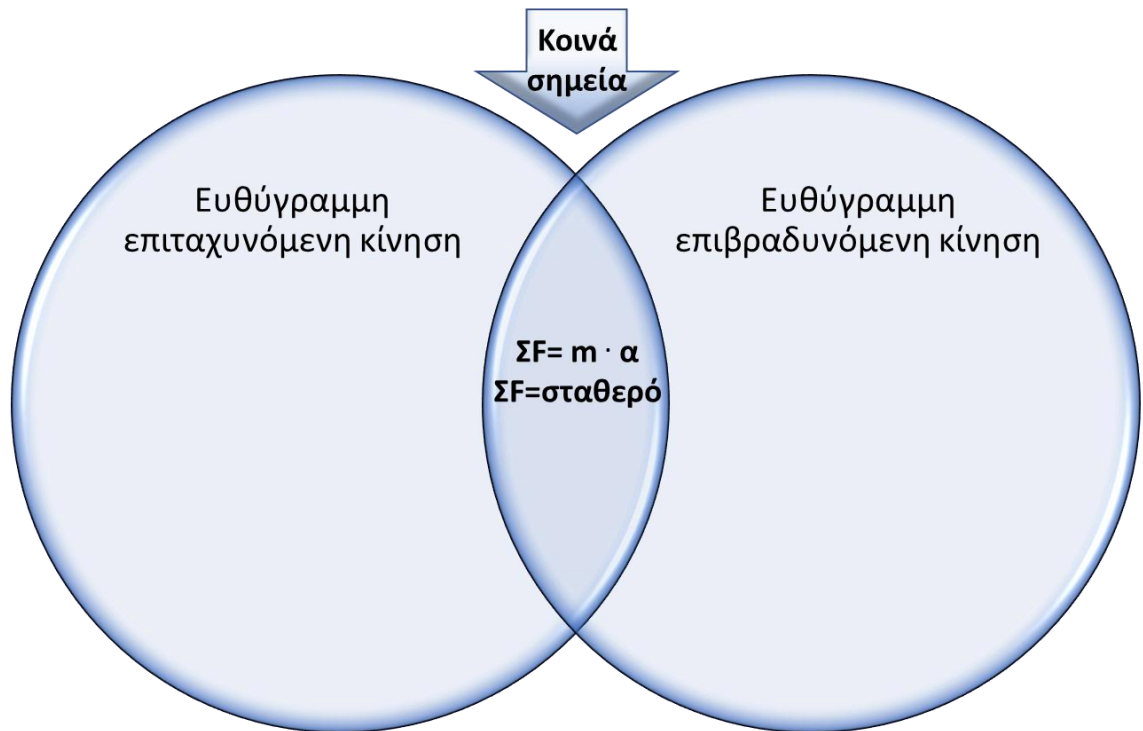 Κοινά
σημεία
Ευθύγραμμη
επιταχυνόμενη κίνηση
Ευθύγραμμη
επιβραδυνόμενη κίνηση
ΣF= m · α
ΣF=σταθερό